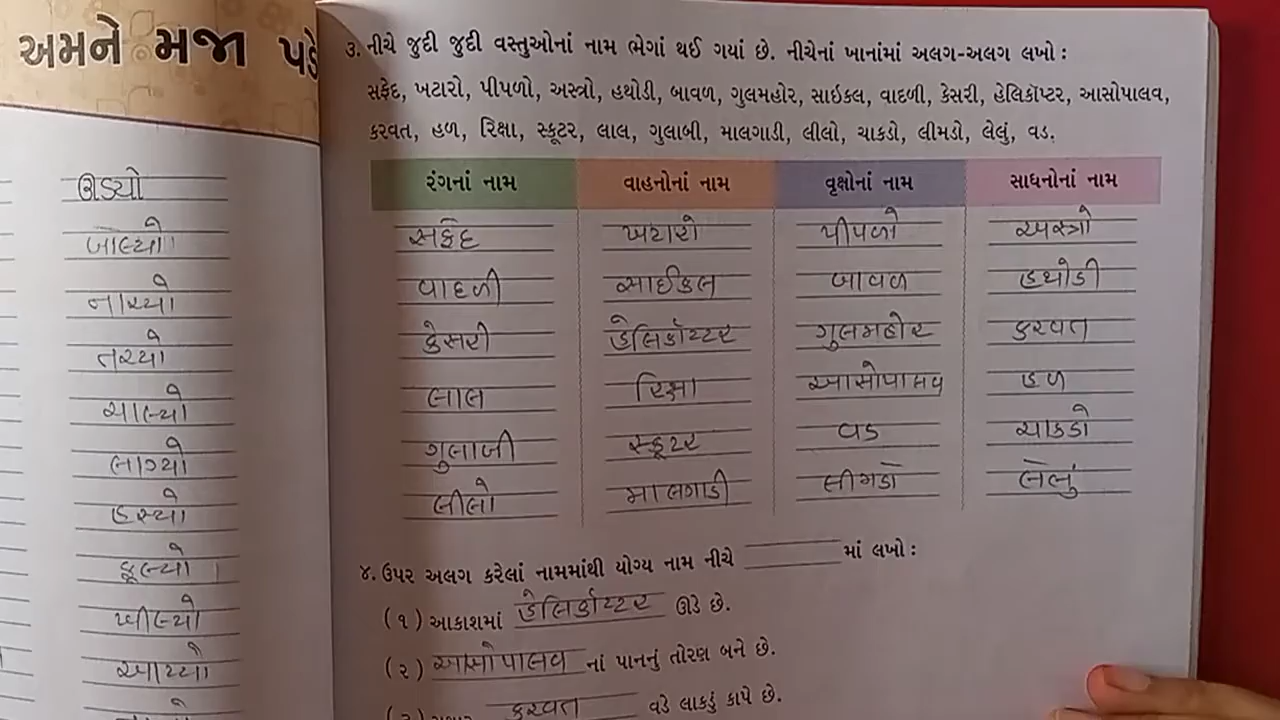 અમને મજા પડે
ઊડ્યો
બોલ્યો
નાચ્યો
તર્યો
ચાલ્યો
લાગ્યો
હસ્યો
કૂલ્યો
ખીલ્યો
આવ્યો
૩. નીચે જુદી જુદી વસ્તુઓનાં નામ ભેગાં થઈ ગયાં છે. નીચેનાં ખાનાંમાં અલગ-અલગ લખો :
સફેદ, ખટારો, પીપળો, અસ્ત્રો, હથોડી, બાવળ, ગુલમહોર, સાઇકલ, વાદળી, કેસરી, હેલિકૉપ્ટર, આસોપાલવ,
કરવત, હળ, રિક્ષા, સ્કૂટર, લાલ, ગુલાબી, માલગાડી, લીલો, ચાકડો, લીમડો, લેલું, વડ.
રંગનાં નામ વાહનોનાં નામ વૃક્ષોનાં નામ સાધનોનાં નામ
સફેદ ખટારો પીપળો અસ્ત્રો
વાદળી સાઈકલ બાવળ હથોડી
કેસરી હેલિકૉપ્ટર ગુલમહોર કરવત
લાલ રિક્ષા આસોપાલવ હળ
ગુલાબી સ્કૂટર વડ ચાકડો
લીલો માલગાડી લીમડો લેલું
૪. ઉપર અલગ કરેલાં નામમાંથી યોગ્ય નામ નીચે માં લખો :
(૧) આકાશમાં હેલિકૉપ્ટર ઊડે છે.
(૨) આસોપાલવ નાં પાનનું તોરણ બને છે.
(૩) કરવત વડે લાકડું કાપે છે.